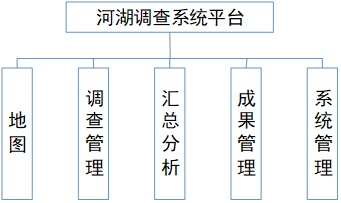 河湖调查系统平台
地图
调查管理
汇总分析
成果管理
系统管理